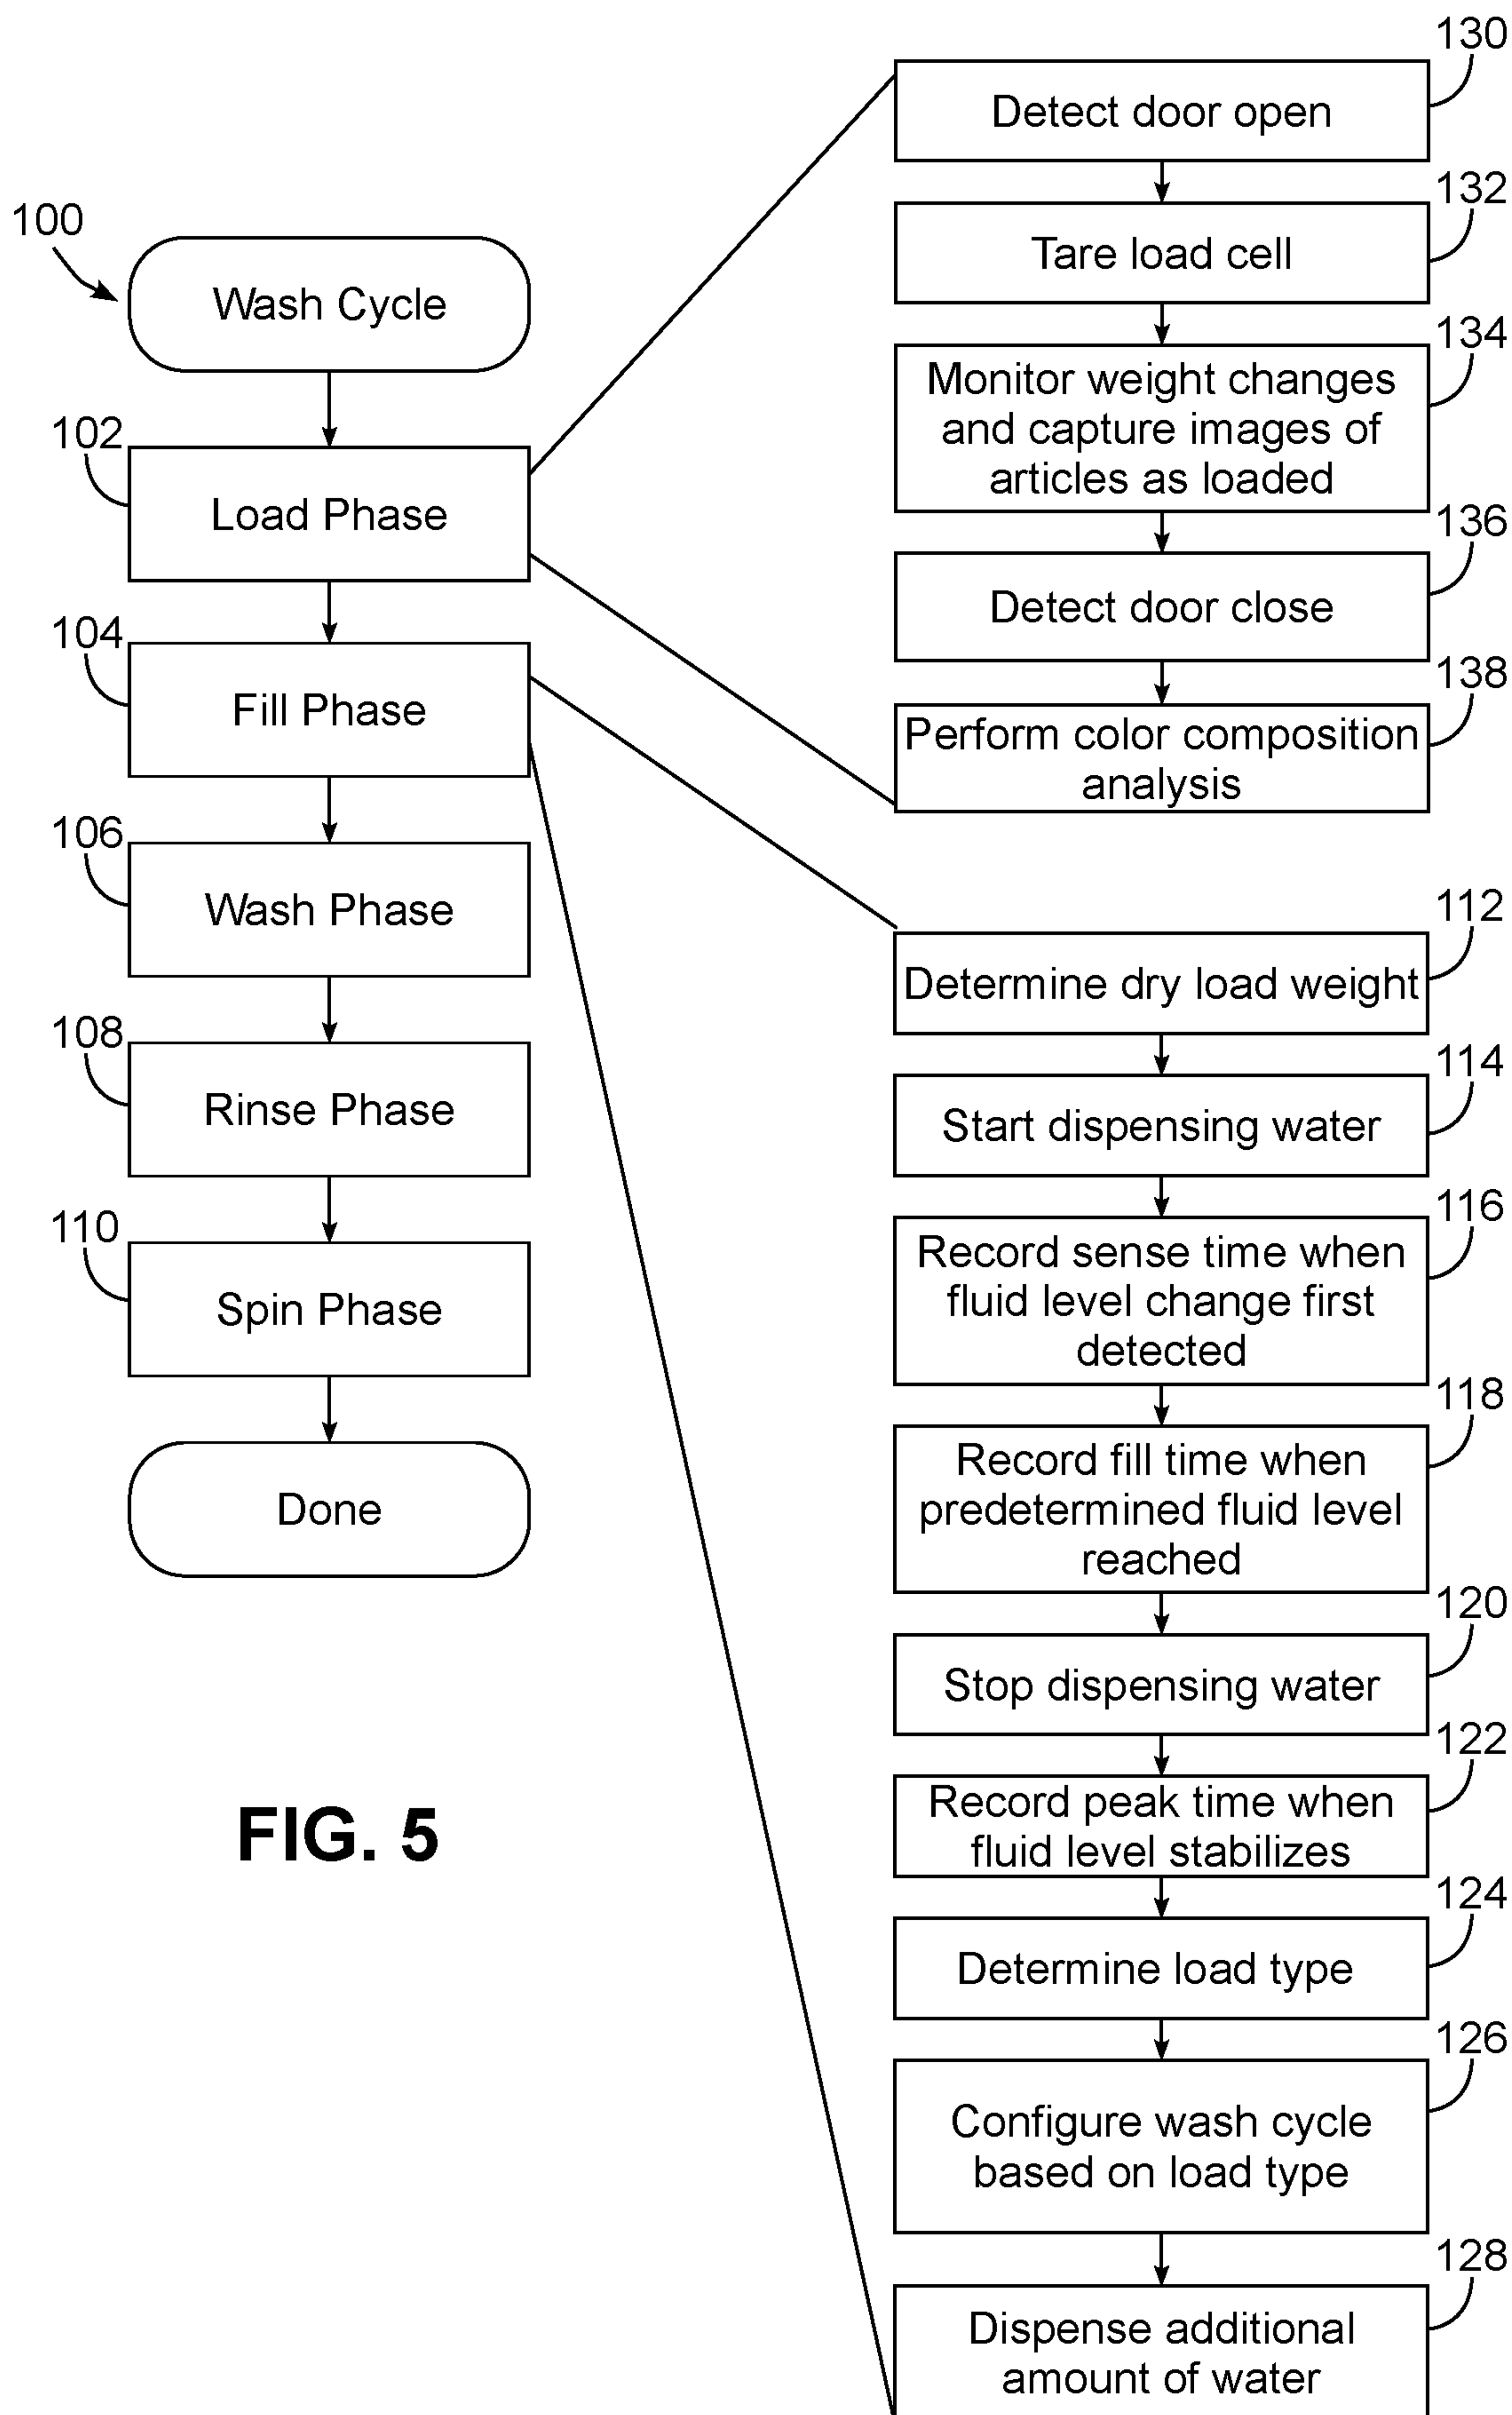 100
Wash Cycle
102
Load Phase
104
Fill Phase
106
Wash Phase
108
Rinse Phase
110
Spin Phase
Done
FIG. 5
130
Detect door open
132
Tare load cell
134
Monitor weight changes
and capture images of
articles as loaded
136
Detect door close
138
Perform color composition
analysis
112
Determine dry load weight
114
Start dispensing water
116
Record sense time when
fluid level change first
detected
118
Record fill time when
predetermined fluid level
reached
120
Stop dispensing water
122
Record peak time when
fluid level stabilizes
124
Determine load type
126
Configure wash cycle
based on load type
128
Dispense additional
amount of water